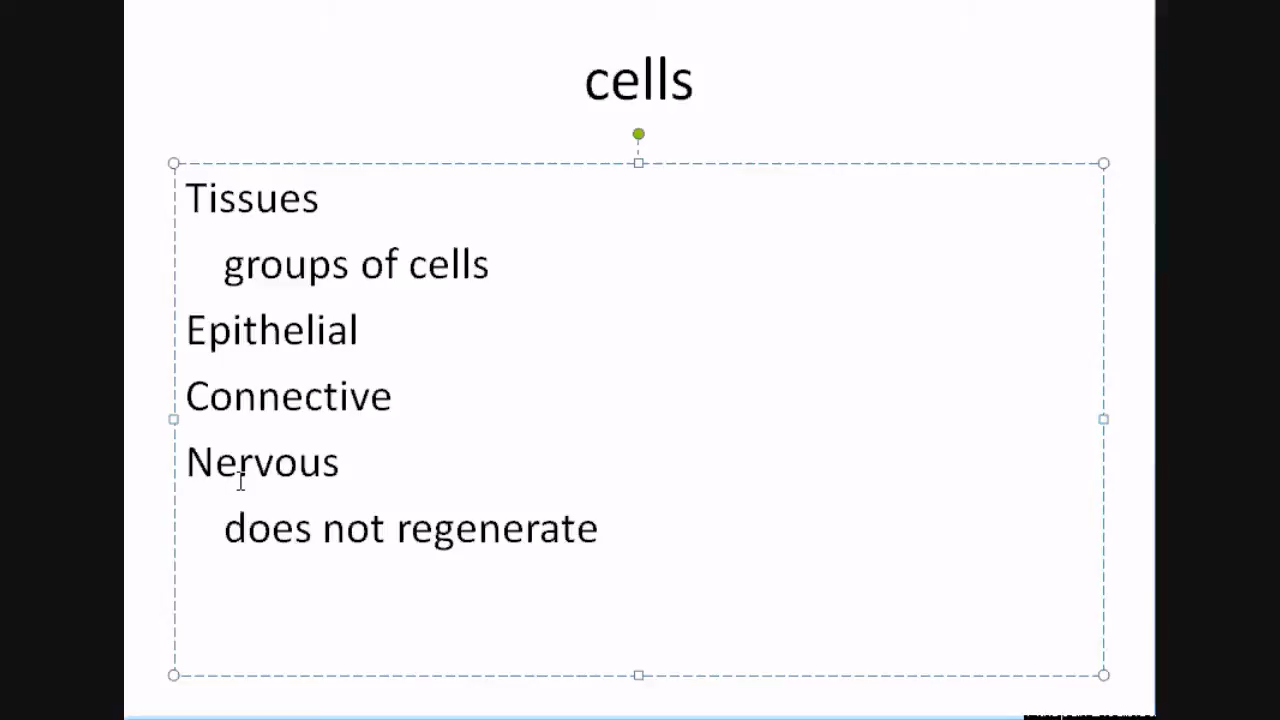 cells
Tissues
groups of cells
Epithelial
Connective
Nervous
does not regenerate